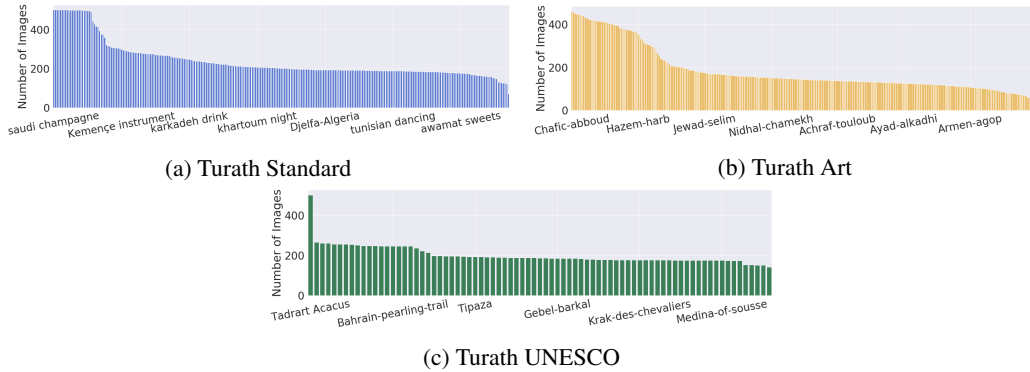 Number of Images
400
200
0
saudi champagne
Kemençe instrument
karkadeh drink
khartoum night
Djelfa-Algeria
tunisian dancing
awamat sweets
(a) Turath Standard
Number of Images
400
200
0
Chafic-abboud
Hazem-harb
Jewad-selim
Nidhal-chamekh
Achraf-touloub
Ayad-alkadhi
Armen-agop
(b) Turath Art
Number of Images
400
200
0
Tadrart Acacus
Bahrain-pearling-trail
Tipaza
Gebel-barkal
Krak-des-chevaliers
Medina-of-sousse
(c) Turath UNESCO